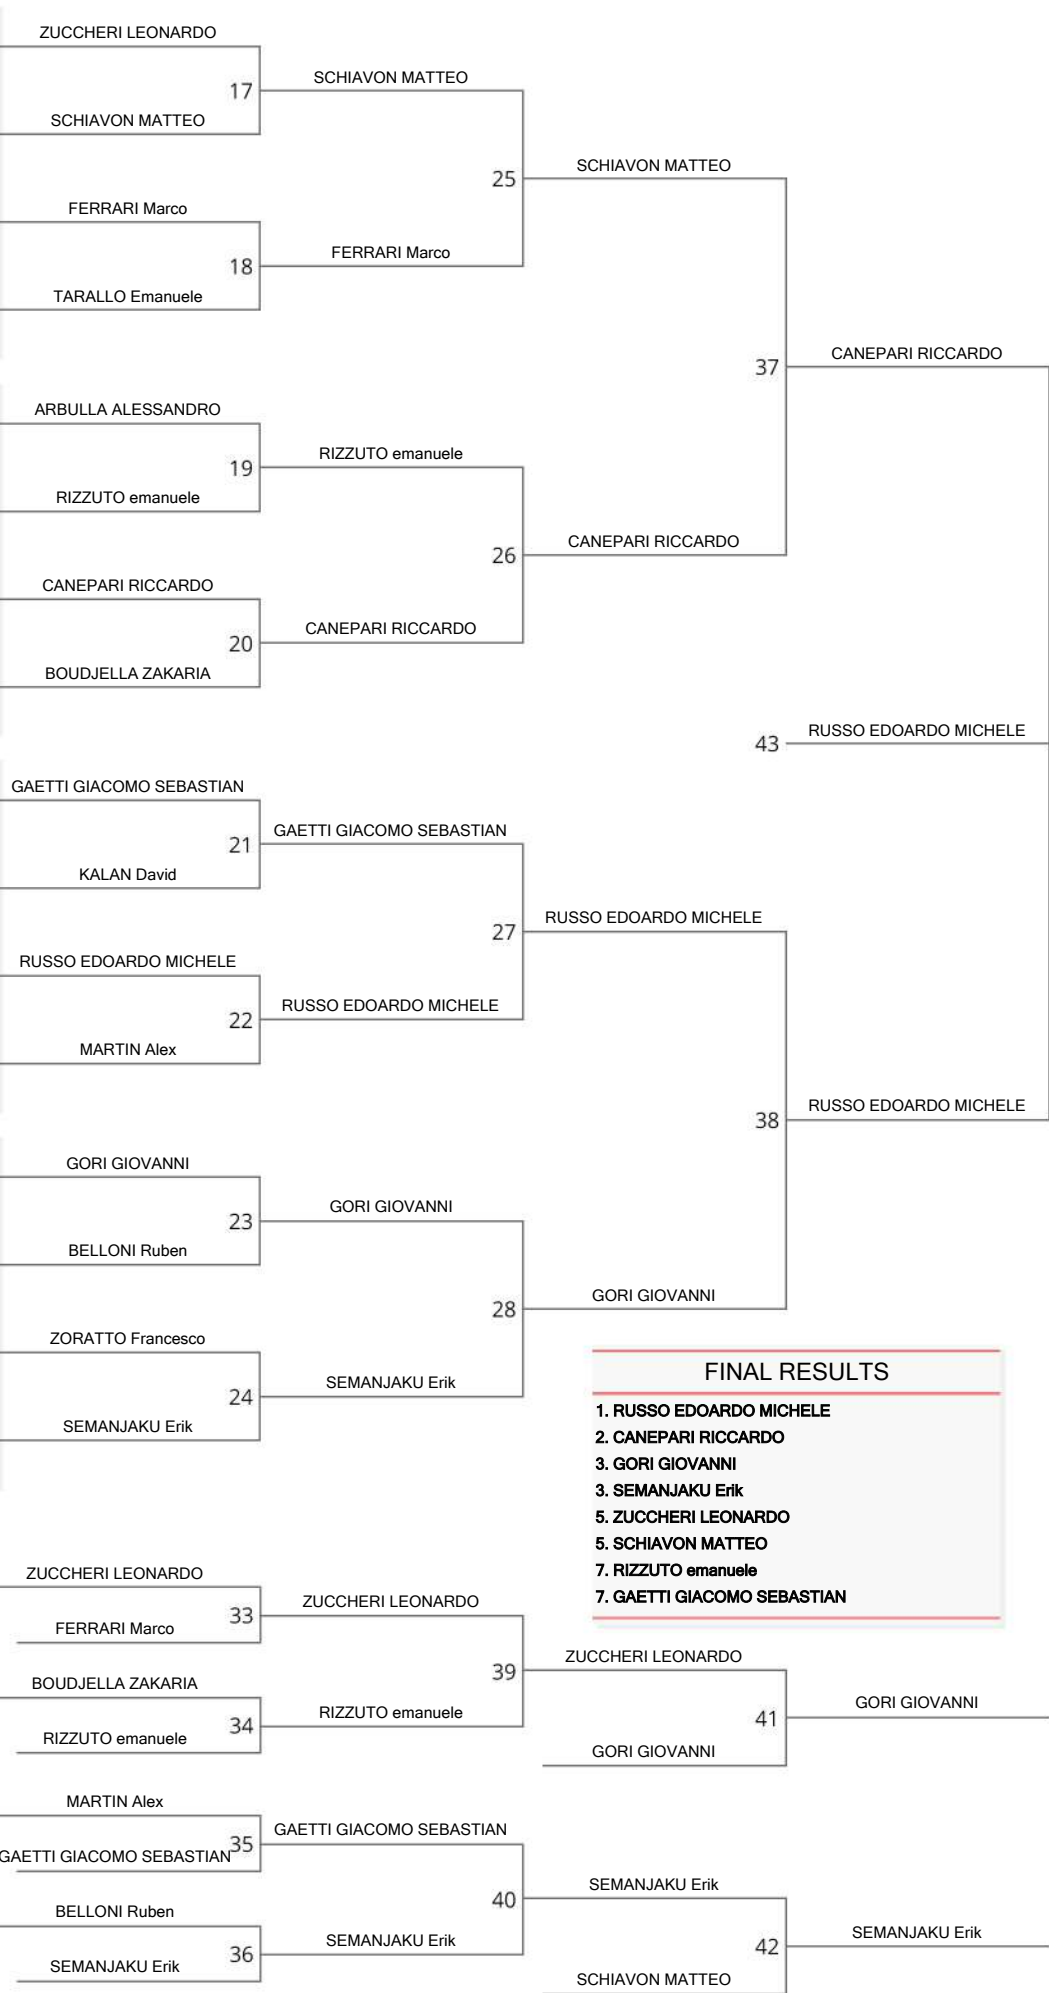 ZUCCHERI LEONARDO
17
SCHIAVON MATTEO
SCHIAVON MATTEO
25
SCHIAVON MATTEO
FERRARI Marco
18
FERRARI Marco
TARALLO Emanuele
37
CANEPARI RICCARDO
ARBULLA ALESSANDRO
19
RIZZUTO emanuele
RIZZUTO emanuele
26
CANEPARI RICCARDO
CANEPARI RICCARDO
20
CANEPARI RICCARDO
BOUDJELLA ZAKARIA
43
RUSSO EDOARDO MICHELE
GAETTI GIACOMO SEBASTIAN
21
GAETTI GIACOMO SEBASTIAN
KALAN David
27
RUSSO EDOARDO MICHELE
RUSSO EDOARDO MICHELE
22
RUSSO EDOARDO MICHELE
MARTIN Alex
38
RUSSO EDOARDO MICHELE
GORI GIOVANNI
23
GORI GIOVANNI
BELLONI Ruben
28
GORI GIOVANNI
ZORATTO Francesco
24
SEMANJAKU Erik
SEMANJAKU Erik
FINAL RESULTS
1. RUSSO EDOARDO MICHELE
2. CANEPARI RICCARDO
3. GORI GIOVANNI
3. SEMANJAKU Erik
5. ZUCCHERI LEONARDO
5. SCHIAVON MATTEO
7. RIZZUTO emanuele
7. GAETTI GIACOMO SEBASTIAN
ZUCCHERI LEONARDO
33
ZUCCHERI LEONARDO
FERRARI Marco
39
ZUCCHERI LEONARDO
BOUDJELLA ZAKARIA
34
RIZZUTO emanuele
RIZZUTO emanuele
41
GORI GIOVANNI
GORI GIOVANNI
MARTIN Alex
35
GAETTI GIACOMO SEBASTIAN
GAETTI GIACOMO SEBASTIAN
40
SEMANJAKU Erik
BELLONI Ruben
36
SEMANJAKU Erik
SEMANJAKU Erik
42
SEMANJAKU Erik
SCHIAVON MATTEO